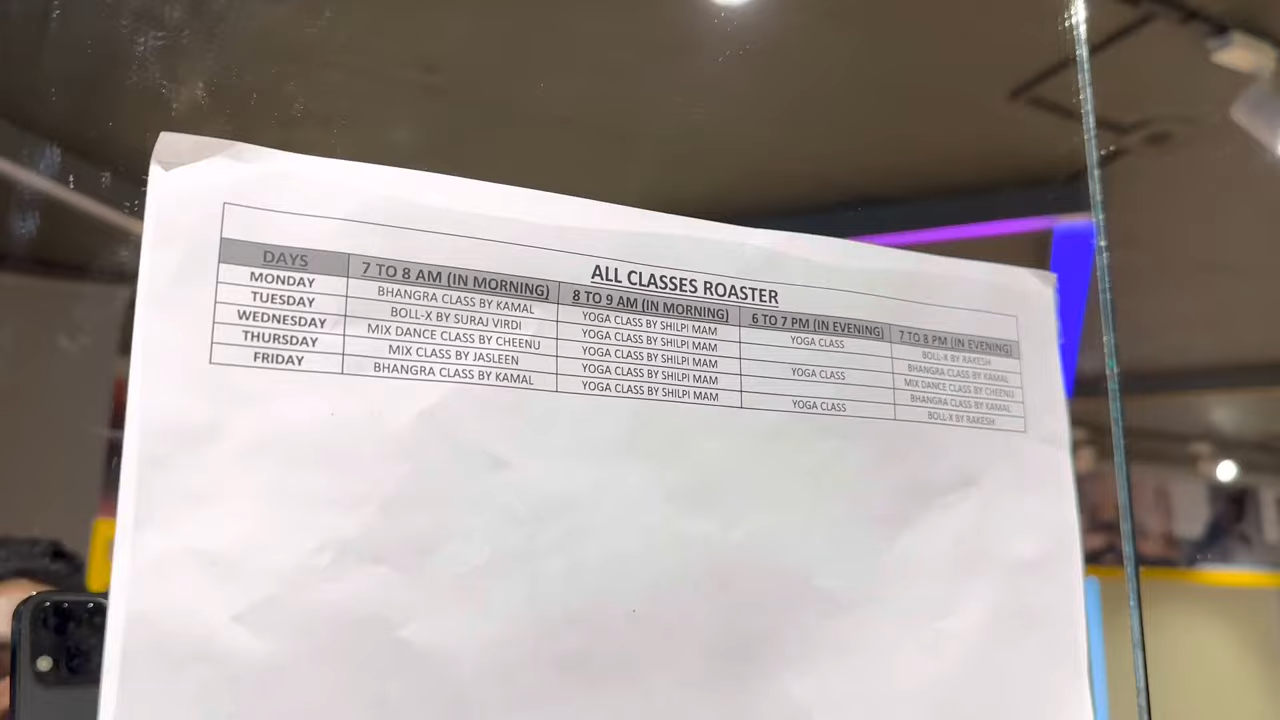 ALL CLASSES ROASTER
DAYS 7 TO 8 AM (IN MORNING) 8 TO 9 AM (IN MORNING) 6 TO 7 PM (IN EVENING) 7 TO 8 PM (IN EVENING)
MONDAY BHANGRA CLASS BY KAMAL YOGA CLASS BY SHILPI MAM YOGA CLASS BOLL-X BY RAKESH
TUESDAY BOLL-X BY SURAJ VIRDI YOGA CLASS BY SHILPI MAM BHANGRA CLASS BY KAMAL
WEDNESDAY MIX DANCE CLASS BY CHEENU YOGA CLASS BY SHILPI MAM YOGA CLASS MIX DANCE CLASS BY CHEENU
THURSDAY MIX CLASS BY JASLEEN YOGA CLASS BY SHILPI MAM BHANGRA CLASS BY KAMAL
FRIDAY BHANGRA CLASS BY KAMAL YOGA CLASS BY SHILPI MAM YOGA CLASS BOLL-X BY RAKESH